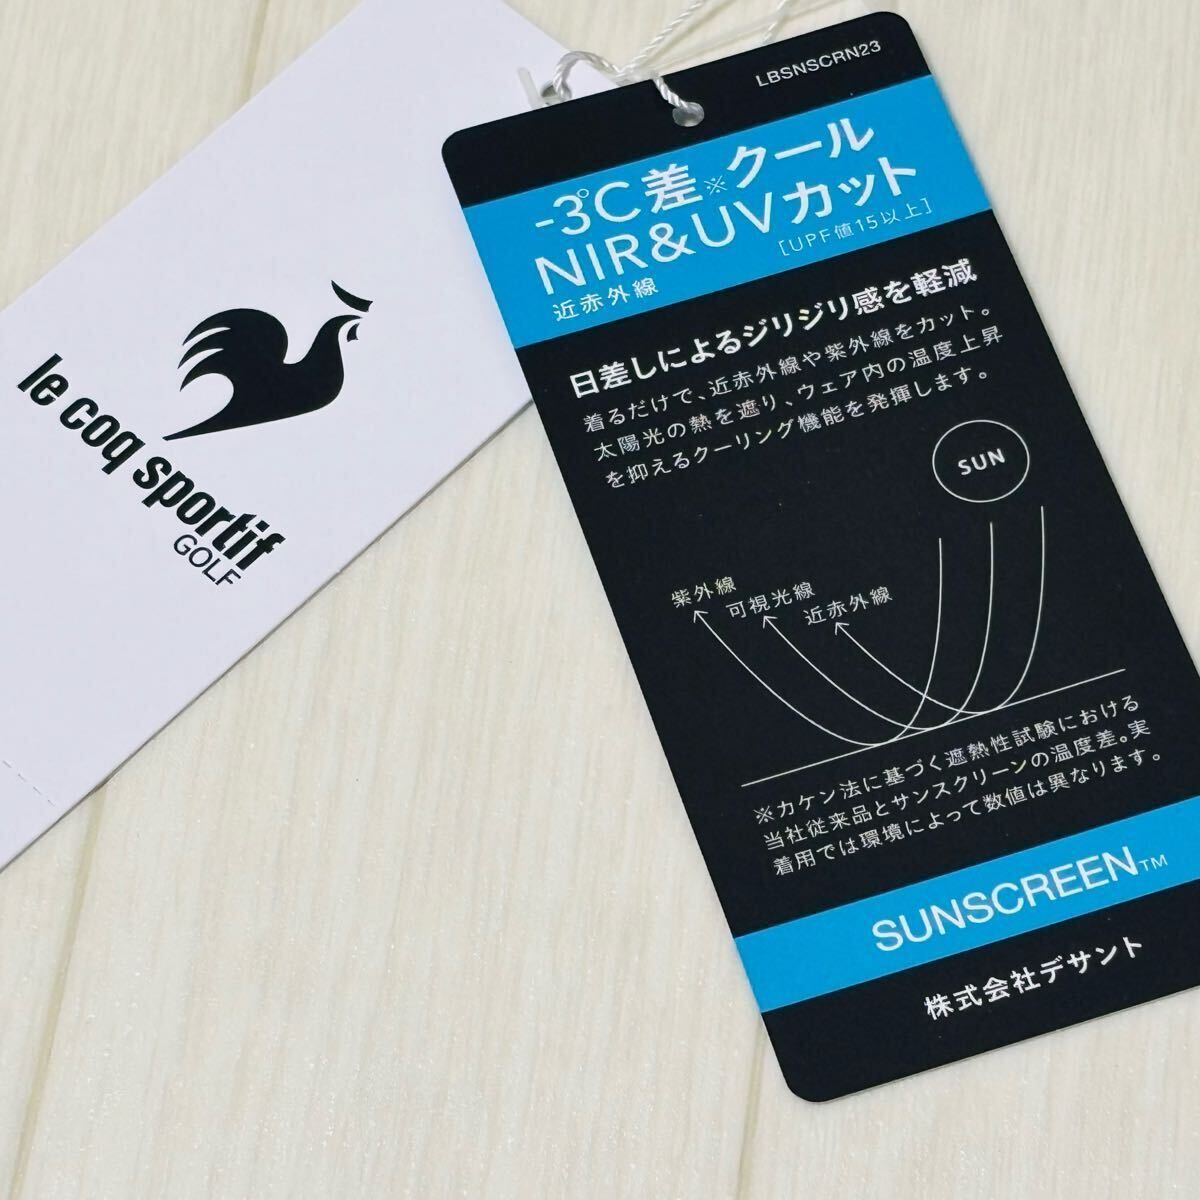 le coq sportif
GOLF
LBSNSCRN23
-3℃差※クール
NIR&UVカット
近赤外線
[UPF値15以上]
日差しによるジリジリ感を軽減
着るだけで、近赤外線や紫外線をカット。
太陽光の熱を遮り、ウェア内の温度上昇
を抑えるクーリング機能を発揮します。
SUN
紫外線
可視光線
近赤外線
※カケン法に基づく遮熱性試験における
当社従来品とサンスクリーンの温度差。実
着用では環境によって数値は異なります。
SUNSCREEN™
株式会社デサント